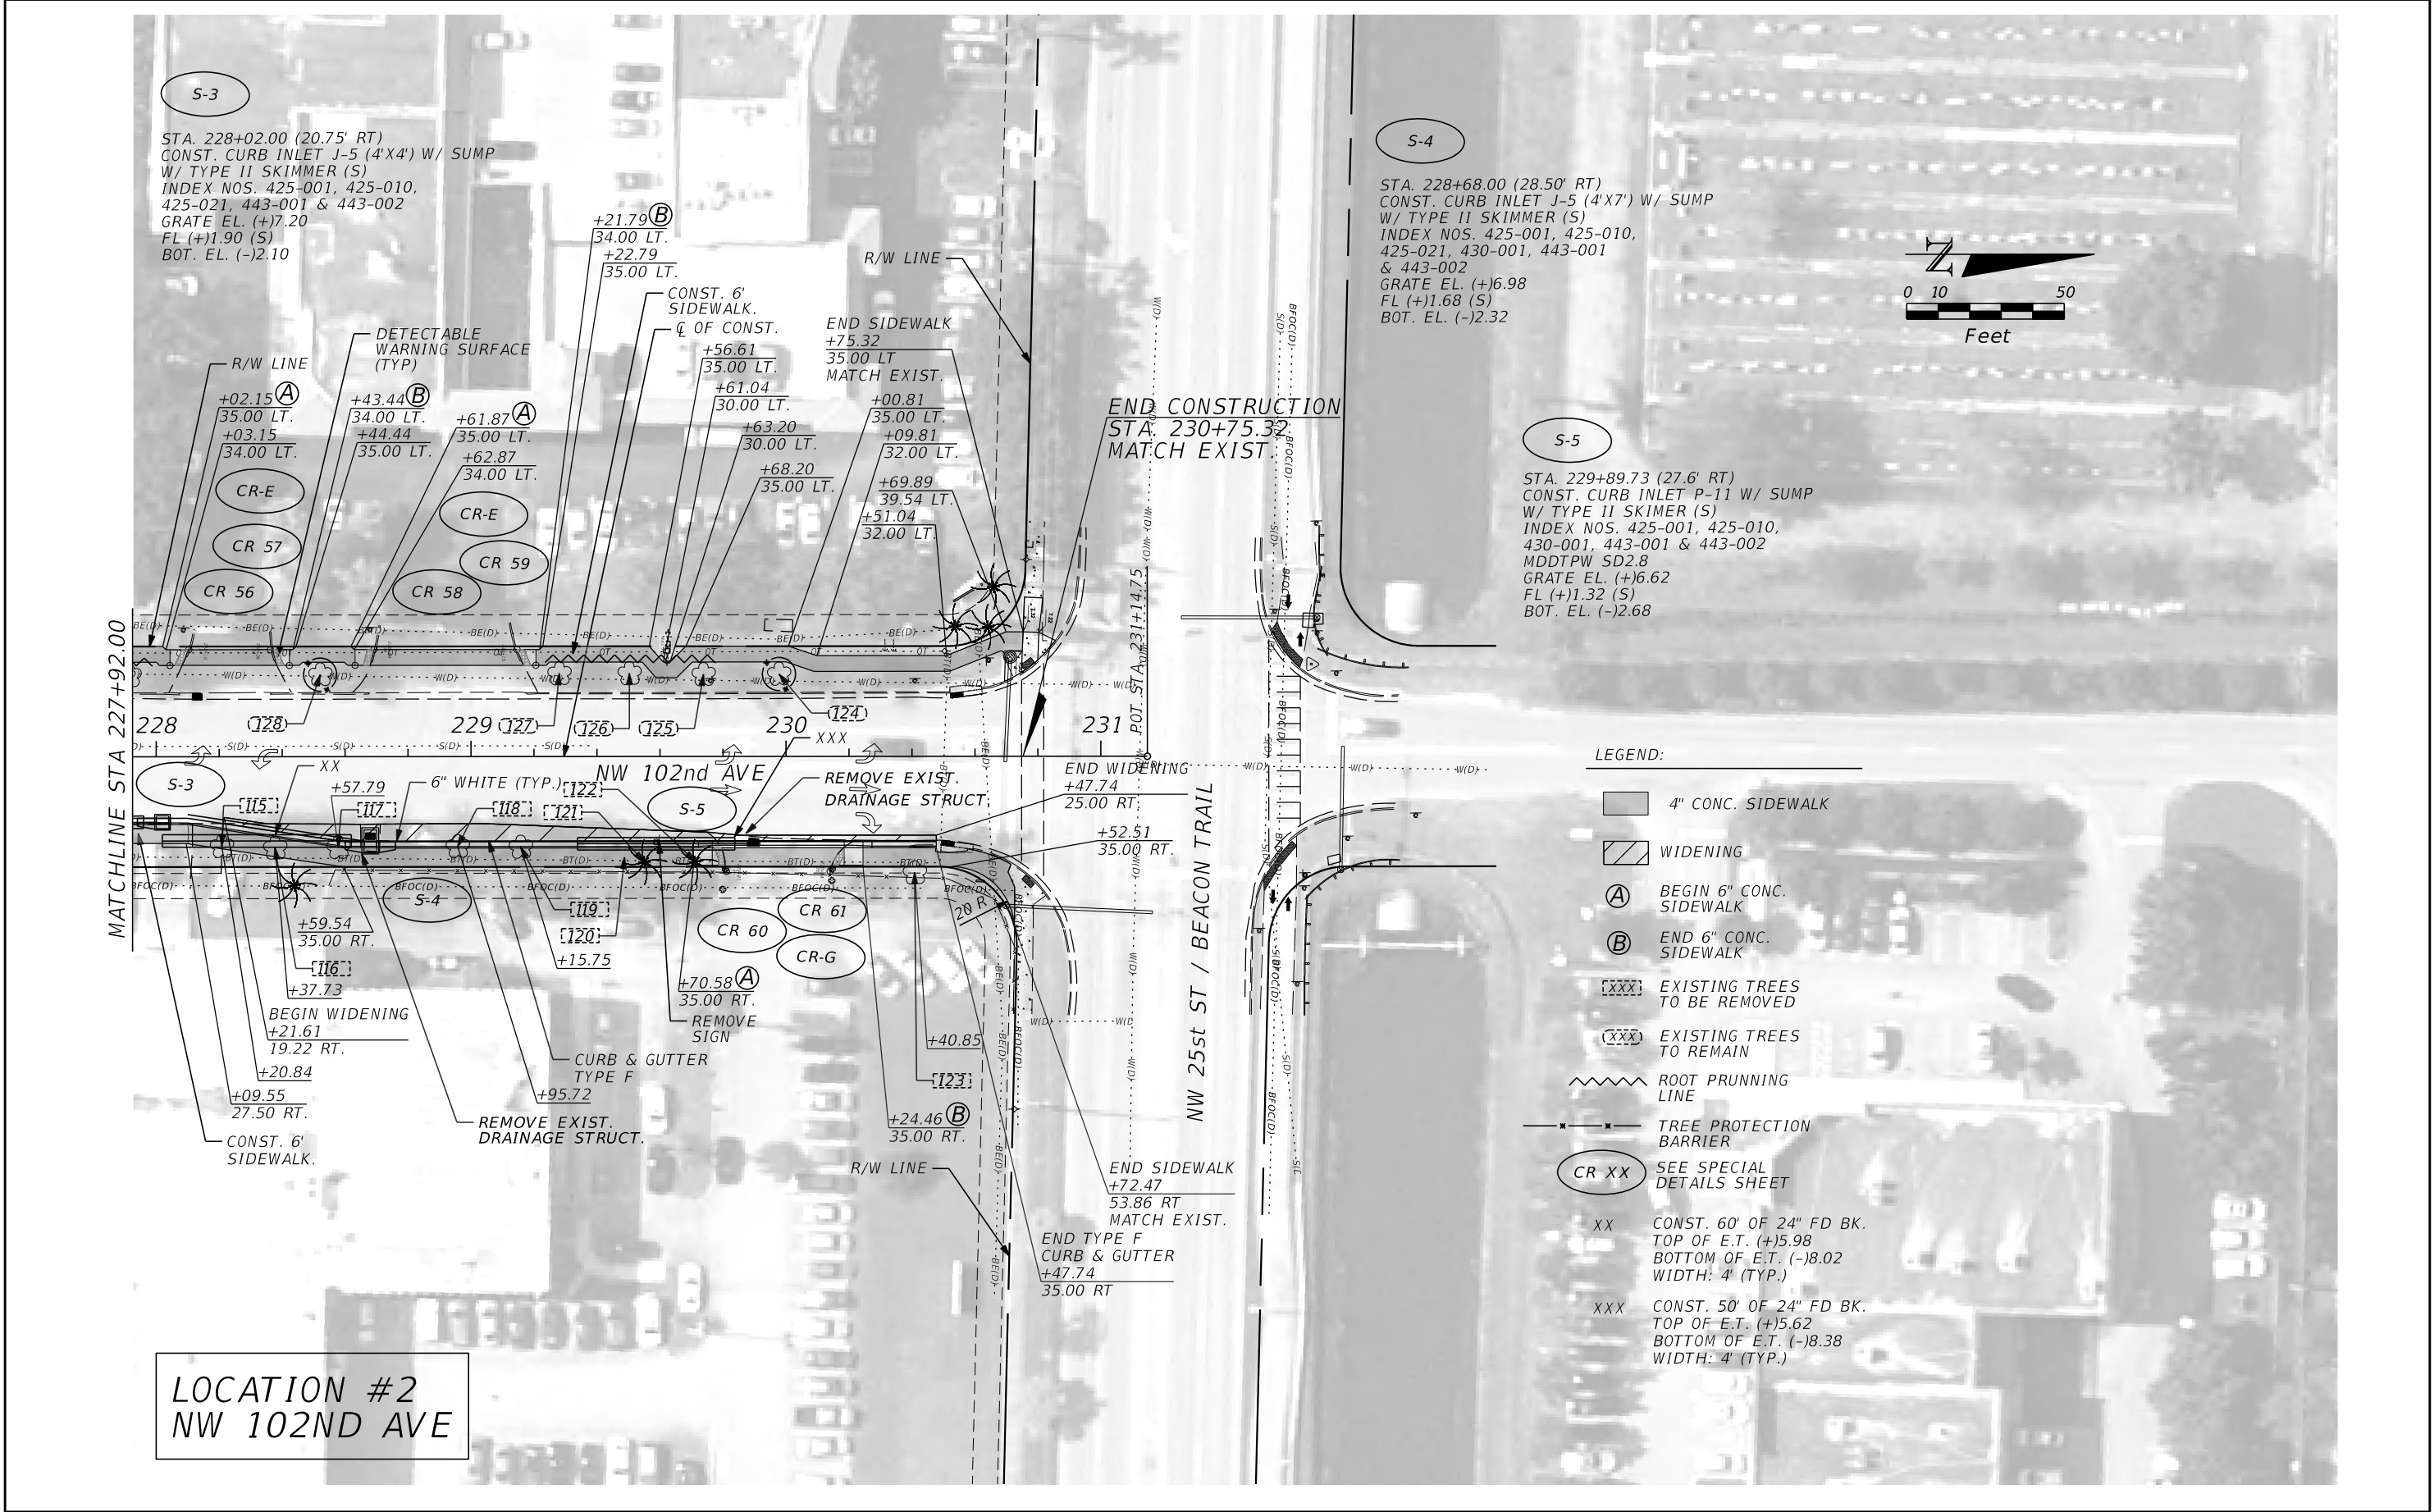 S-3
STA. 228+02.00 (20.75' RT)
CONST. CURB INLET J-5 (4'X4') W/ SUMP
W/ TYPE II SKIMMER (S)
INDEX NOS. 425-001, 425-010,
425-021, 443-001 & 443-002
GRATE EL. (+)7.20
FL (+)1.90 (S)
BOT. EL. (-)2.10
S-4
STA. 228+68.00 (28.50' RT)
CONST. CURB INLET J-5 (4'X7') W/ SUMP
W/ TYPE II SKIMMER (S)
INDEX NOS. 425-001, 425-010,
425-021, 430-001, 443-001
& 443-002
GRATE EL. (+)6.98
FL (+)1.68 (S)
BOT. EL. (-)2.32
Z
0 10 50
Feet
S-5
STA. 229+89.73 (27.6' RT)
CONST. CURB INLET P-11 W/ SUMP
W/ TYPE II SKIMER (S)
INDEX NOS. 425-001, 425-010,
430-001, 443-001 & 443-002
MDDTPW SD2.8
GRATE EL. (+)6.62
FL (+)1.32 (S)
BOT. EL. (-)2.68
+21.79 B
34.00 LT.
+22.79
35.00 LT.
CONST. 6'
SIDEWALK.
℄ OF CONST.
R/W LINE
DETECTABLE
WARNING SURFACE
(TYP)
R/W LINE
+02.15 A
35.00 LT.
+03.15
34.00 LT.
+43.44 B
34.00 LT.
+44.44
35.00 LT.
+61.87 A
35.00 LT.
+62.87
34.00 LT.
+56.61
35.00 LT.
+61.04
30.00 LT.
+63.20
30.00 LT.
+68.20
35.00 LT.
END SIDEWALK
+75.32
35.00 LT
MATCH EXIST.
+00.81
35.00 LT.
+09.81
32.00 LT.
+69.89
39.54 LT.
+51.04
32.00 LT.
END CONSTRUCTION
STA. 230+75.32
MATCH EXIST.
CR-E
CR 57
CR 56
CR-E
CR 59
CR 58
MATCHLINE STA 227+92.00
228
128
229
127
126
125
230
124
231
POT STA 231+14.75
XXX
NW 102nd AVE
S-3
XX
6" WHITE (TYP.)
+57.79
115
117
118
121
122
S-5
REMOVE EXIST.
DRAINAGE STRUCT.
END WIDENING
+47.74
25.00 RT.
+52.51
35.00 RT.
NW 25st ST / BEACON TRAIL
S-4
119
120
+15.75
CR 60
CR 61
CR-G
20 R
+59.54
35.00 RT.
116
+37.73
BEGIN WIDENING
+21.61
19.22 RT.
+20.84
+09.55
27.50 RT.
CONST. 6'
SIDEWALK.
+70.58 A
35.00 RT.
REMOVE
SIGN
CURB & GUTTER
TYPE F
+95.72
REMOVE EXIST.
DRAINAGE STRUCT.
+40.85
123
+24.46 B
35.00 RT.
R/W LINE
END SIDEWALK
+72.47
53.86 RT
MATCH EXIST.
END TYPE F
CURB & GUTTER
+47.74
35.00 RT
LEGEND:
4" CONC. SIDEWALK
WIDENING
A BEGIN 6" CONC.
SIDEWALK
B END 6" CONC.
SIDEWALK
XXX EXISTING TREES
TO BE REMOVED
XXX EXISTING TREES
TO REMAIN
ROOT PRUNNING
LINE
TREE PROTECTION
BARRIER
CR XX SEE SPECIAL
DETAILS SHEET
XX CONST. 60' OF 24" FD BK.
TOP OF E.T. (+)5.98
BOTTOM OF E.T. (-)8.02
WIDTH: 4' (TYP.)
XXX CONST. 50' OF 24" FD BK.
TOP OF E.T. (+)5.62
BOTTOM OF E.T. (-)8.38
WIDTH: 4' (TYP.)
LOCATION #2
NW 102ND AVE